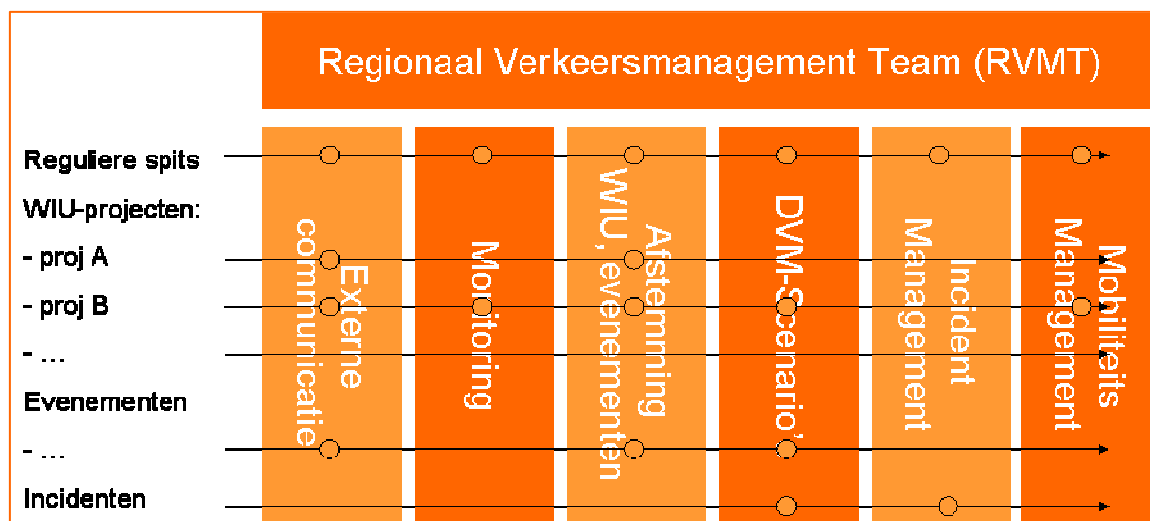 Regionaal Verkeersmanagement Team (RVMT)
Reguliere spits
WIU-projecten:
- proj A
- proj B
- ...
Evenementen
- ...
Incidenten
Externe
communicatie
Monitoring
Afstemming
WIU, evenementen
DVM-Scenario'
Incident
Management
Mobiliteits
Management